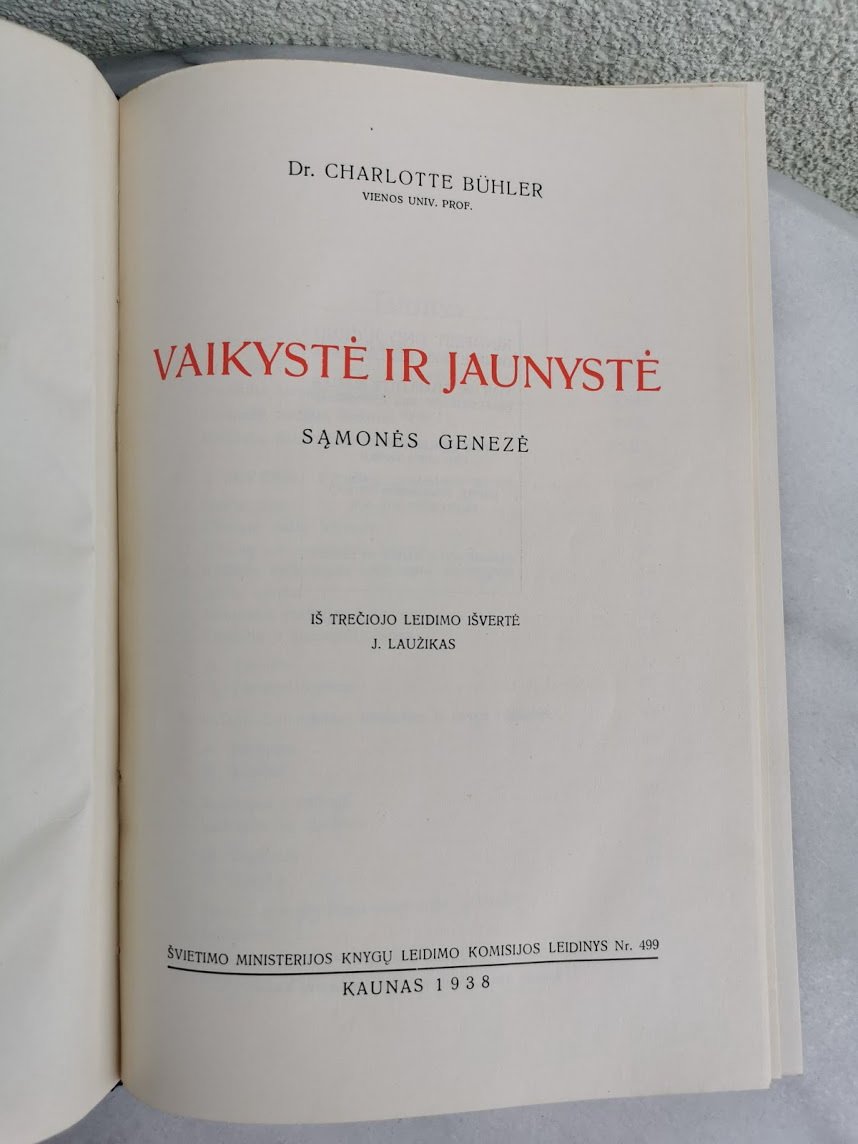 Dr. CHARLOTTE BÜHLER
VIENOS UNIV. PROF.
VAIKYSTĖ IR JAUNYSTĖ
SĄMONĖS GENEZĖ
IŠ TREČIOJO LEIDIMO IŠVERTĖ
J. LAUŽIKAS
ŠVIETIMO MINISTERIJOS KNYGŲ LEIDIMO KOMISIJOS LEIDINYS Nr. 499
KAUNAS 1938